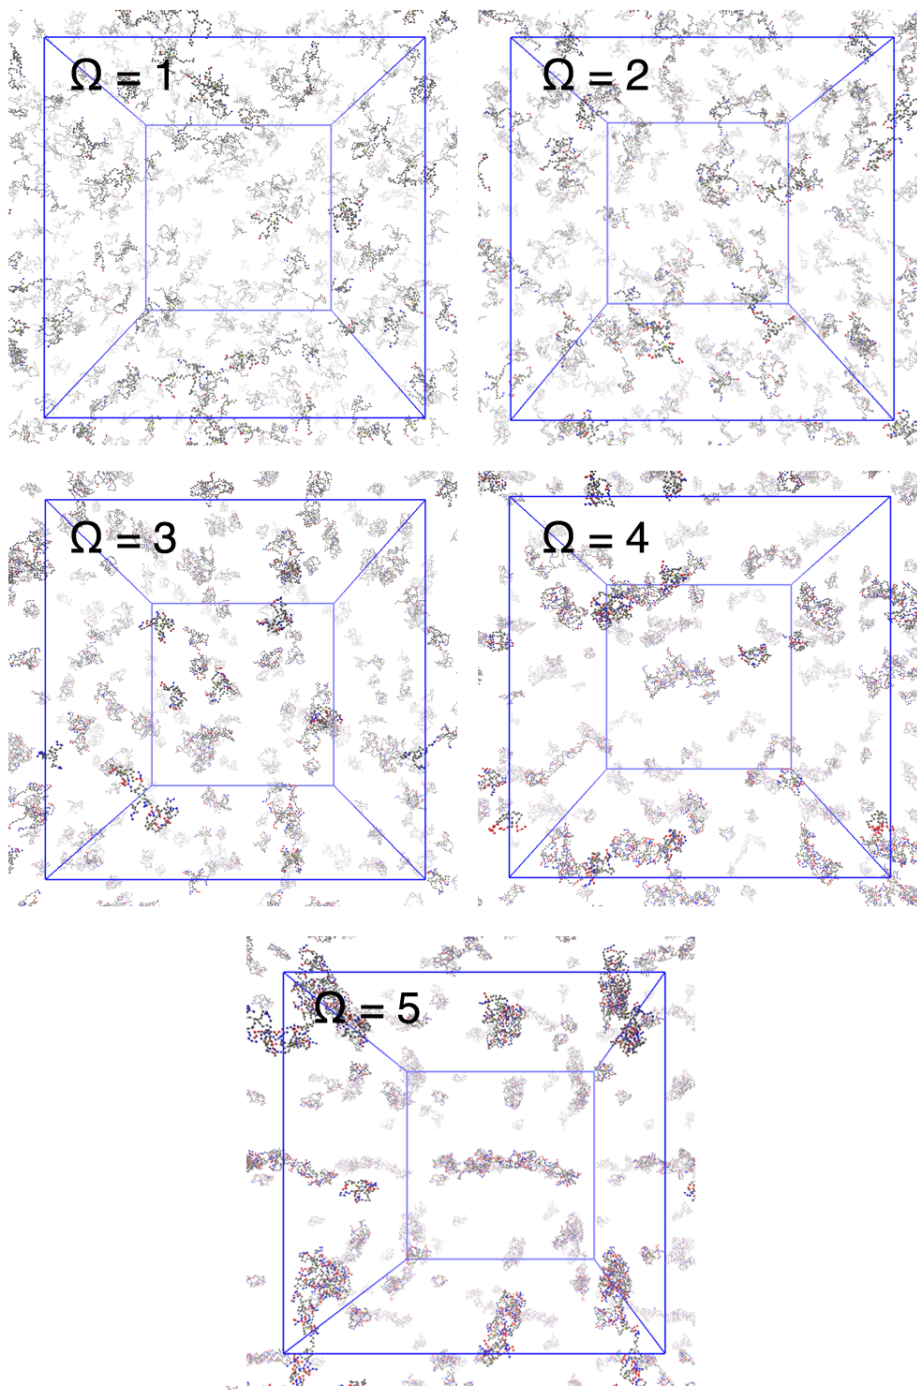 Ω = 1
Ω = 2
Ω = 3
Ω = 4
Ω = 5